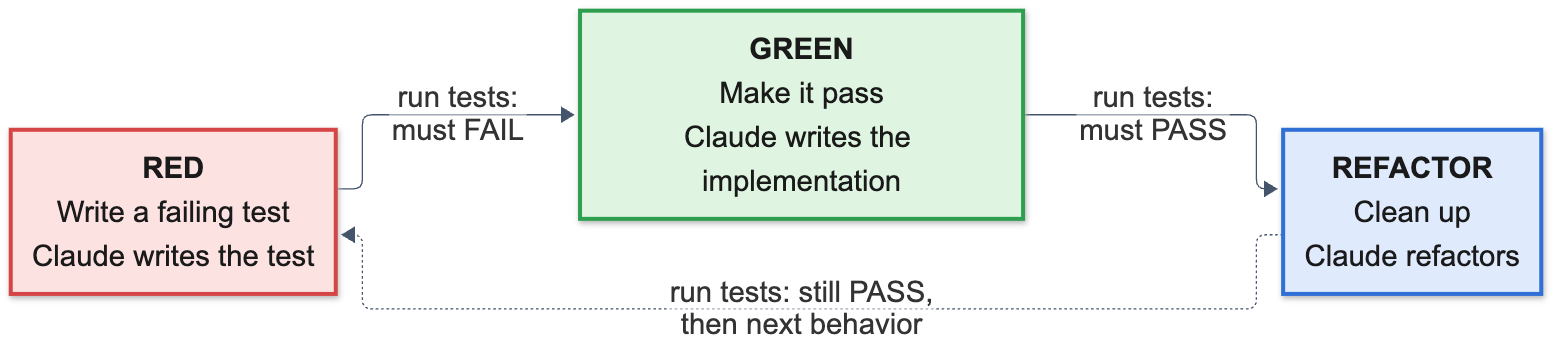 RED
Write a failing test
Claude writes the test
run tests:
must FAIL
GREEN
Make it pass
Claude writes the
implementation
run tests:
must PASS
REFACTOR
Clean up
Claude refactors
run tests: still PASS,
then next behavior